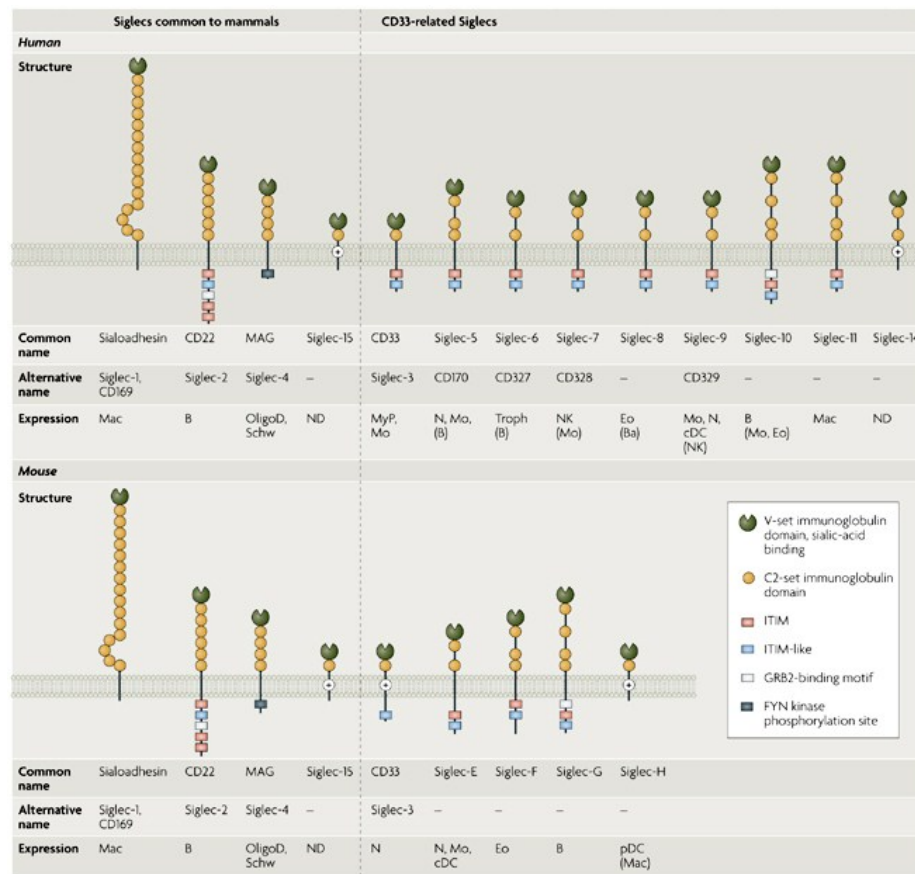 Siglecs common to mammals CD33-related Siglecs
Human
Structure
Common name Sialoadhesin CD22 MAG Siglec-15 CD33 Siglec-5 Siglec-6 Siglec-7 Siglec-8 Siglec-9 Siglec-10 Siglec-11 Siglec-14
Alternative name Siglec-1, CD169 Siglec-2 Siglec-4 – Siglec-3 CD170 CD327 CD328 – CD329 – – –
Expression Mac B OligoD, Schw ND MyP, Mo N, Mo, (B) Troph (B) NK (Mo) Eo (Ba) Mo, N, cDC (NK) B (Mo, Eo) Mac ND
Mouse
Structure
V-set immunoglobulin
domain, sialic-acid
binding
C2-set immunoglobulin
domain
ITIM
ITIM-like
GRB2-binding motif
FYN kinase
phosphorylation site
Common name Sialoadhesin CD22 MAG Siglec-15 CD33 Siglec-E Siglec-F Siglec-G Siglec-H
Alternative name Siglec-1, CD169 Siglec-2 Siglec-4 – Siglec-3 – – – –
Expression Mac B OligoD, Schw ND N N, Mo, cDC Eo B pDC (Mac)